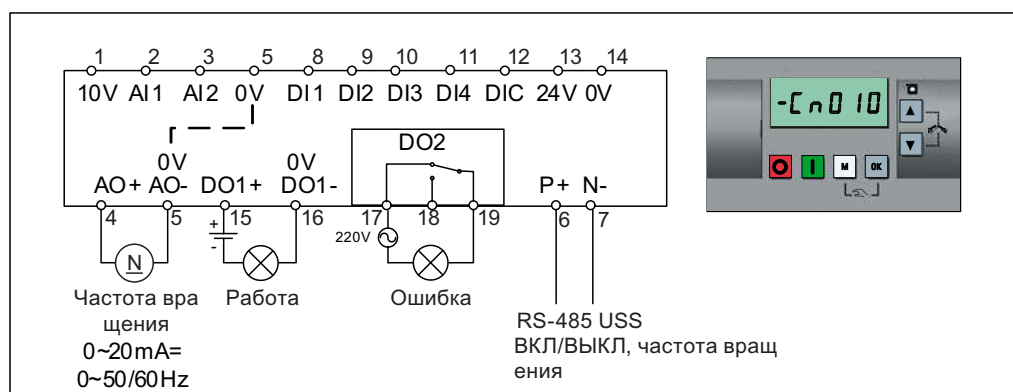 1 2 3 5 8 9 10 11 12 13 14
10V AI1 AI2 0V DI1 DI2 DI3 DI4 DIC 24V 0V
-Cn010
DO2
0V 0V
AO+ AO- DO1+ DO1- P+ N-
M OK
4 5 15 16 17 18 19 6 7
+
-
220V
N
Частота вра
щения
0~20mA=
0~50/60Hz
Работа
Ошибка
RS-485 USS
ВКЛ/ВЫКЛ, частота вращ
ения